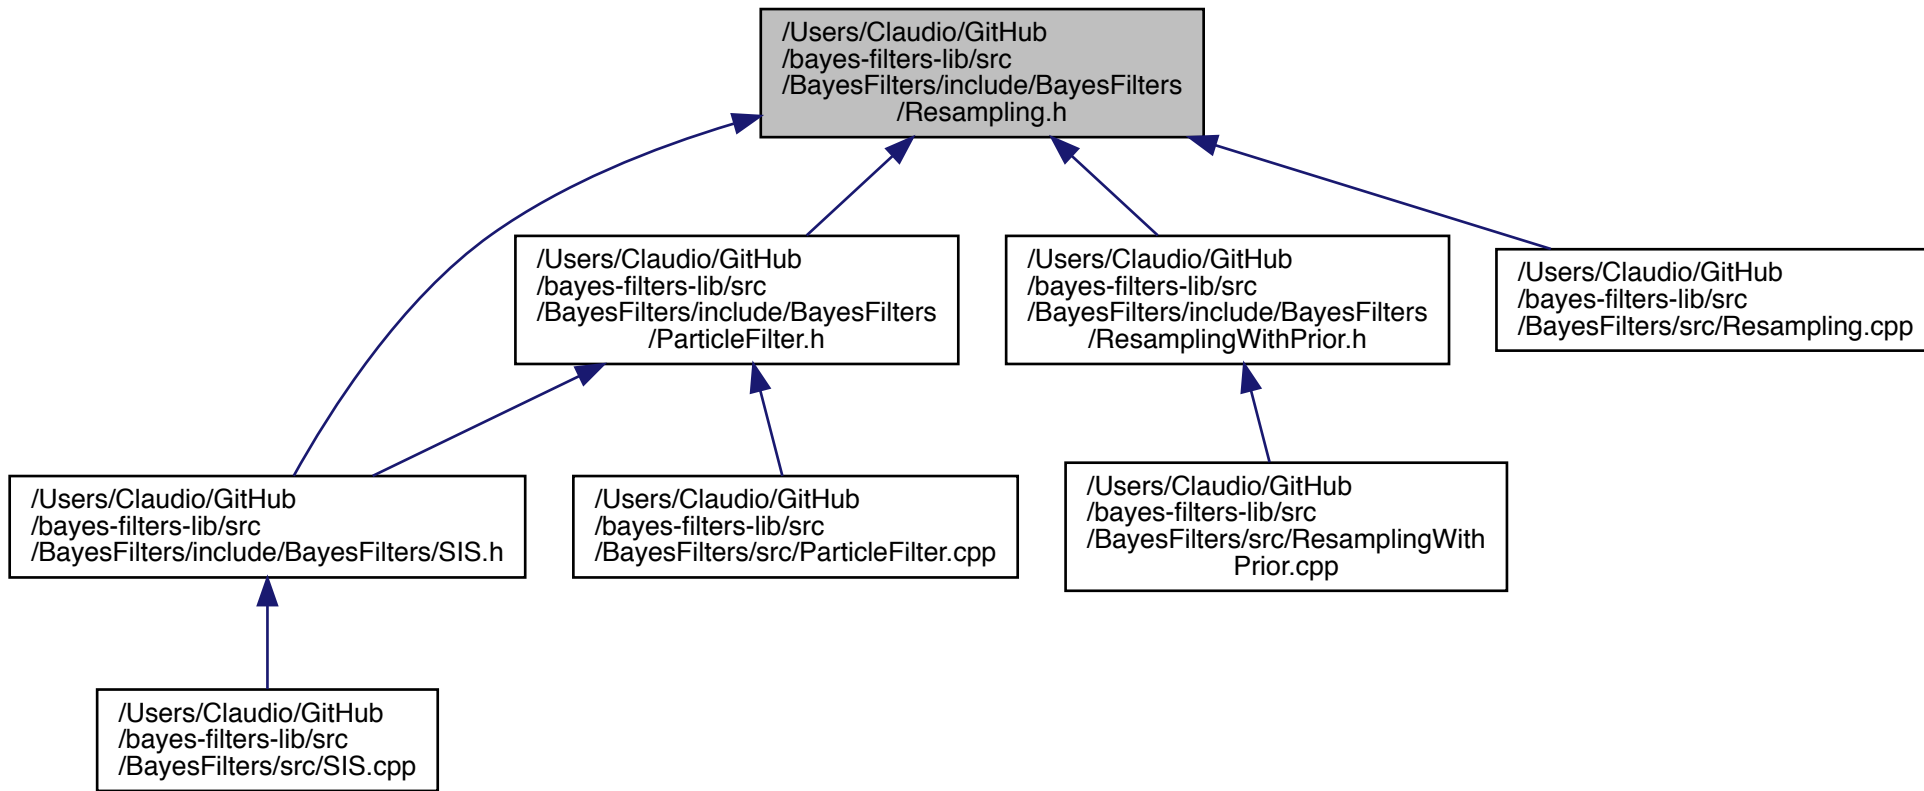 /Users/Claudio/GitHub
/bayes-filters-lib/src
/BayesFilters/include/BayesFilters
/Resampling.h
/Users/Claudio/GitHub
/bayes-filters-lib/src
/BayesFilters/include/BayesFilters
/ParticleFilter.h
/Users/Claudio/GitHub
/bayes-filters-lib/src
/BayesFilters/include/BayesFilters
/ResamplingWithPrior.h
/Users/Claudio/GitHub
/bayes-filters-lib/src
/BayesFilters/src/Resampling.cpp
/Users/Claudio/GitHub
/bayes-filters-lib/src
/BayesFilters/include/BayesFilters/SIS.h
/Users/Claudio/GitHub
/bayes-filters-lib/src
/BayesFilters/src/ParticleFilter.cpp
/Users/Claudio/GitHub
/bayes-filters-lib/src
/BayesFilters/src/ResamplingWith
Prior.cpp
/Users/Claudio/GitHub
/bayes-filters-lib/src
/BayesFilters/src/SIS.cpp